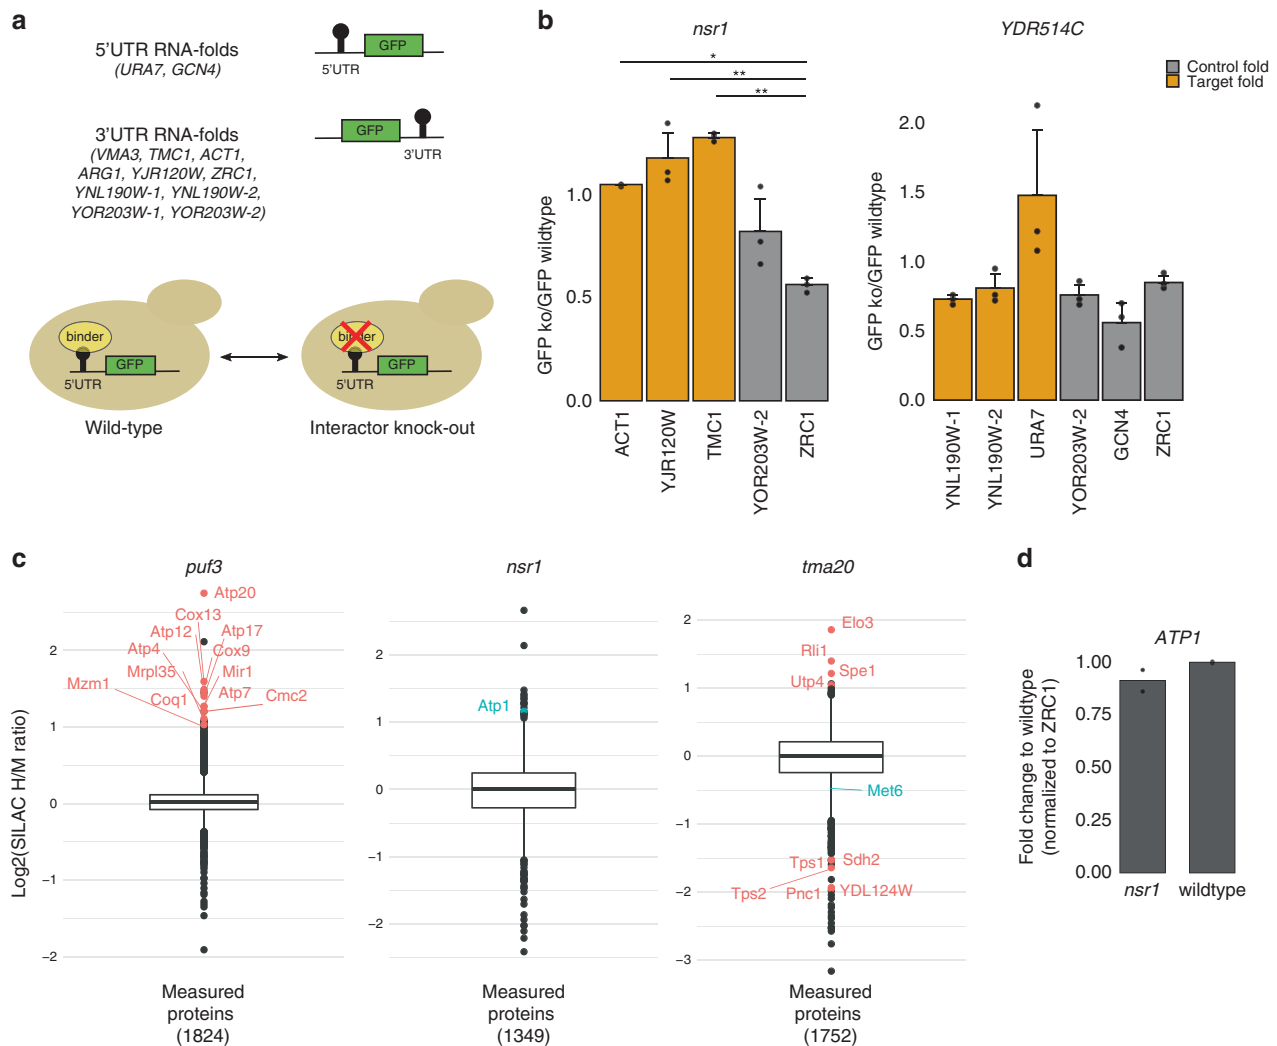 a
5'UTR RNA-folds
(URA7, GCN4)
GFP
5'UTR
3'UTR RNA-folds
(VMA3, TMC1, ACT1,
ARG1, YJR120W, ZRC1,
YNL190W-1, YNL190W-2,
YOR203W-1, YOR203W-2)
GFP
3'UTR
binder
GFP
5'UTR
Wild-type
binder
GFP
5'UTR
Interactor knock-out
b
nsr1
*
**
**
GFP ko/GFP wildtype
1.0
0.5
0.0
ACT1
YJR120W
TMC1
YOR203W-2
ZRC1
YDR514C
Control fold
Target fold
GFP ko/GFP wildtype
2.0
1.5
1.0
0.5
0.0
YNL190W-1
YNL190W-2
URA7
YOR203W-2
GCN4
ZRC1
c
Log2(SILAC H/M ratio)
puf3
2
1
0
−1
−2
Atp20
Cox13
Atp12
Atp17
Atp4
Cox9
Mrpl35
Mir1
Mzm1
Coq1
Atp7
Cmc2
Measured
proteins
(1824)
nsr1
2
1
0
−1
−2
Atp1
Measured
proteins
(1349)
tma20
2
1
0
−1
−2
−3
Elo3
Rli1
Spe1
Utp4
Met6
Tps1
Sdh2
Tps2
Pnc1
YDL124W
Measured
proteins
(1752)
d
ATP1
Fold change to wildtype
(normalized to ZRC1)
1.00
0.75
0.50
0.25
0.00
nsr1
wildtype